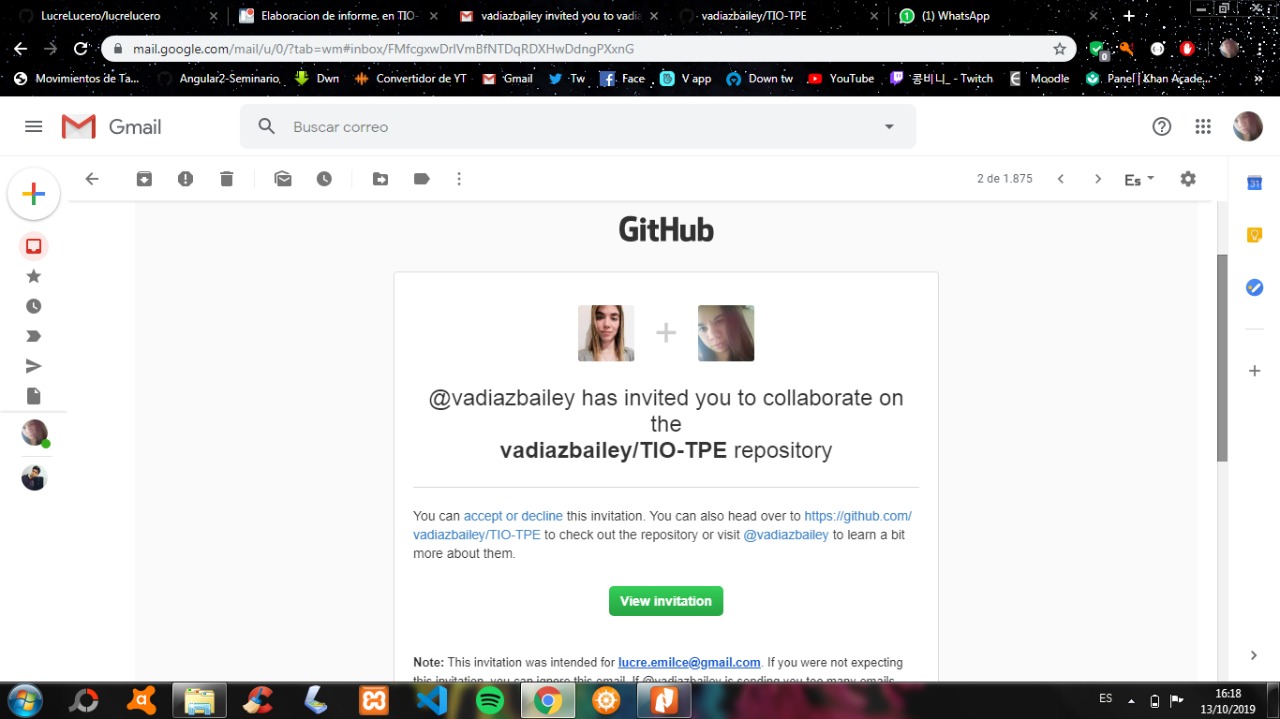 LucreLucero/lucrelucero
Elaboracion de informe. en TIO-
vadiazbailey invited you to vadia
vadiazbailey/TIO-TPE
(1) WhatsApp
mail.google.com/mail/u/0/?tab=wm#inbox/FMfcgxwDrlVmBfNTDqRDXHwDdngPXxnG
0
Movimientos de Ta...
Angular2-Seminario_
Dwn
Convertidor de YT
Gmail
Tw
Face
V app
Down tw
YouTube
콩비니_ - Twitch
Moodle
Panel | Khan Acade...
»
Gmail
Buscar correo
2 de 1.875
Es
31
GitHub
@vadiazbailey has invited you to collaborate on
the
vadiazbailey/TIO-TPE repository
You can accept or decline this invitation. You can also head over to https://github.com/
vadiazbailey/TIO-TPE to check out the repository or visit @vadiazbailey to learn a bit
more about them.
View invitation
Note: This invitation was intended for lucre.emilce@gmail.com. If you were not expecting
this invitation, you can ignore this email. If @vadiazbailey is sending you too many emails
ES
16:18
13/10/2019